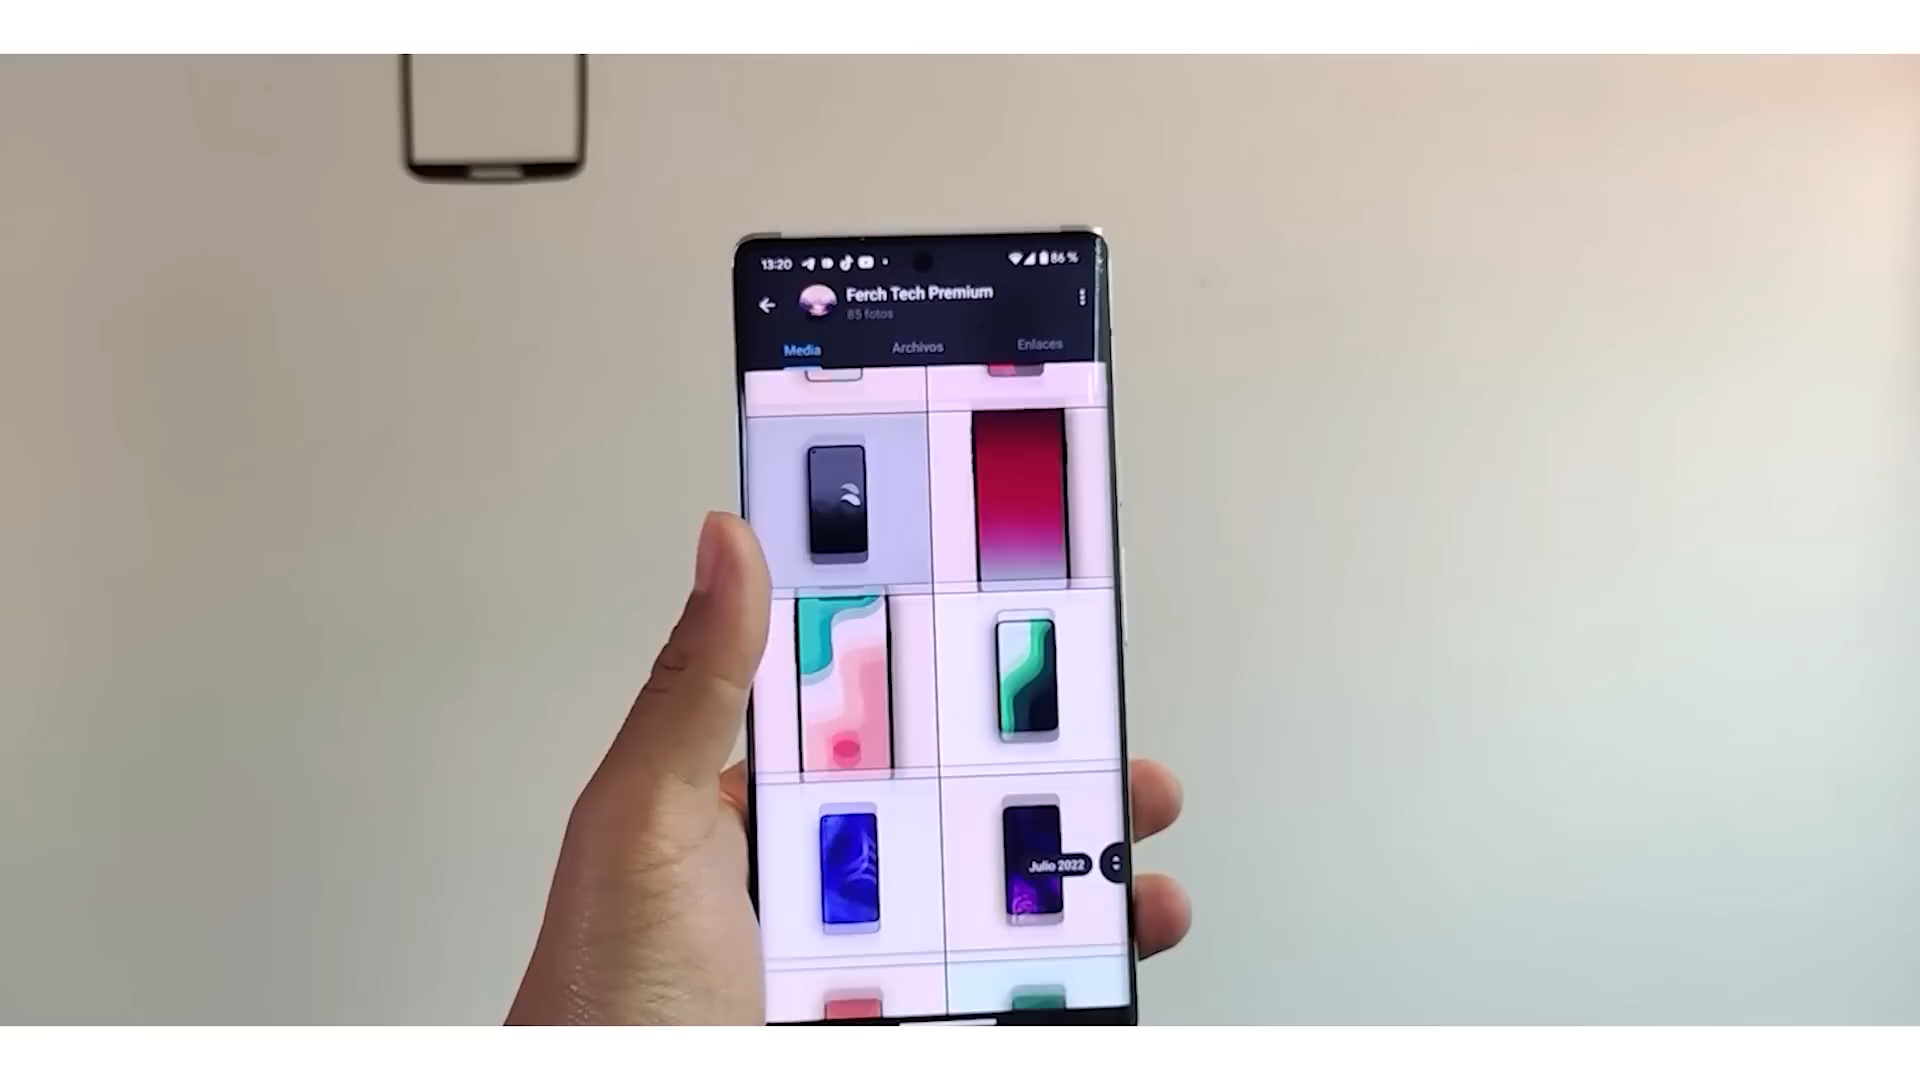 13:20
86 %
Ferch Tech Premium
85 fotos
Media
Archivos
Enlaces
Julio 2022